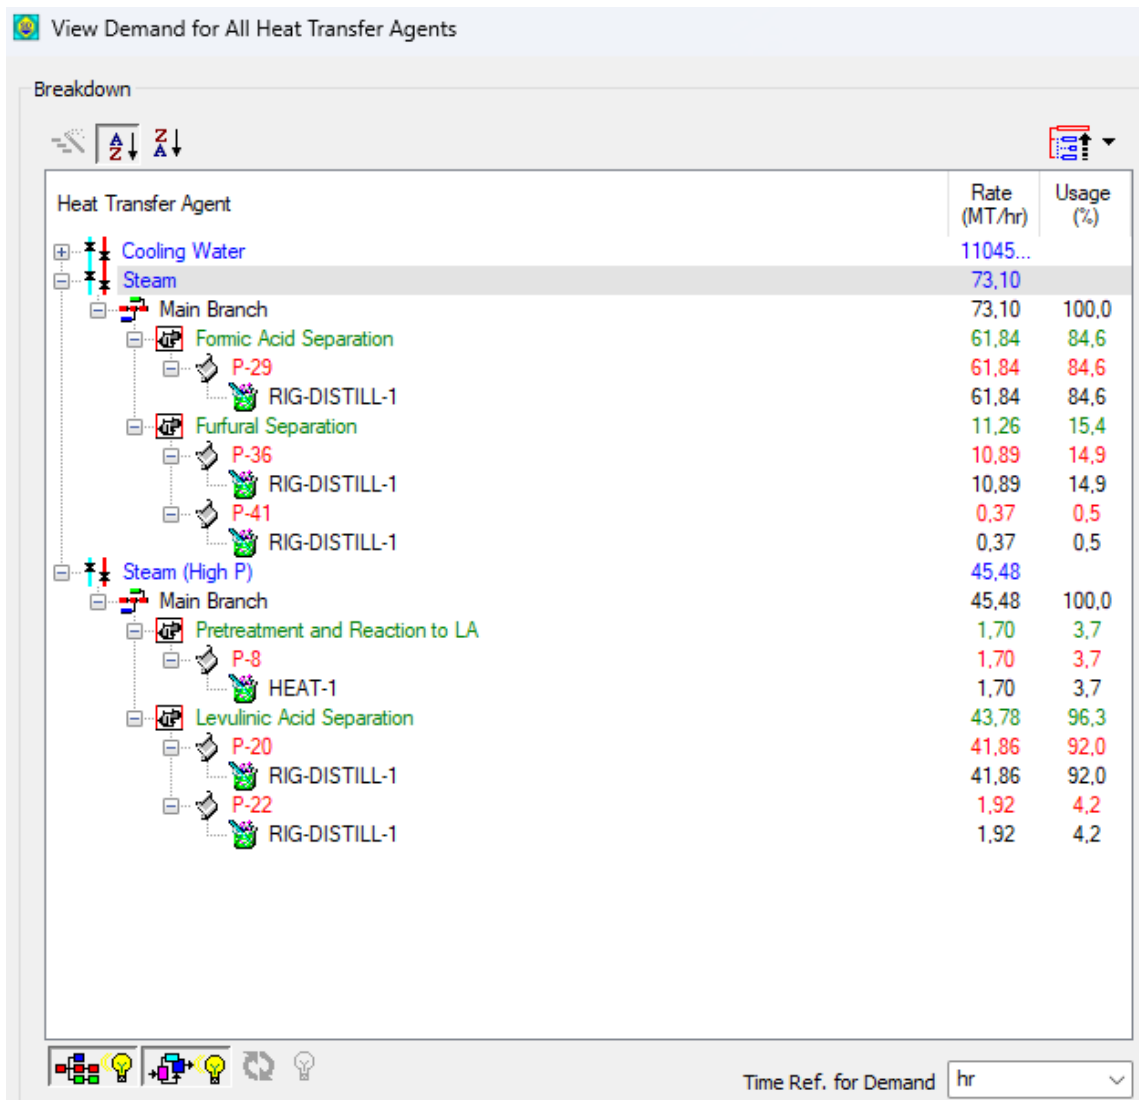 View Demand for All Heat Transfer Agents
Breakdown
Heat Transfer Agent Rate (MT/hr) Usage (%)
Cooling Water 11045...
Steam 73,10
Main Branch 73,10 100,0
Formic Acid Separation 61,84 84,6
P-29 61,84 84,6
RIG-DISTILL-1 61,84 84,6
Furfural Separation 11,26 15,4
P-36 10,89 14,9
RIG-DISTILL-1 10,89 14,9
P-41 0,37 0,5
RIG-DISTILL-1 0,37 0,5
Steam (High P) 45,48
Main Branch 45,48 100,0
Pretreatment and Reaction to LA 1,70 3,7
P-8 1,70 3,7
HEAT-1 1,70 3,7
Levulinic Acid Separation 43,78 96,3
P-20 41,86 92,0
RIG-DISTILL-1 41,86 92,0
P-22 1,92 4,2
RIG-DISTILL-1 1,92 4,2
Time Ref. for Demand hr